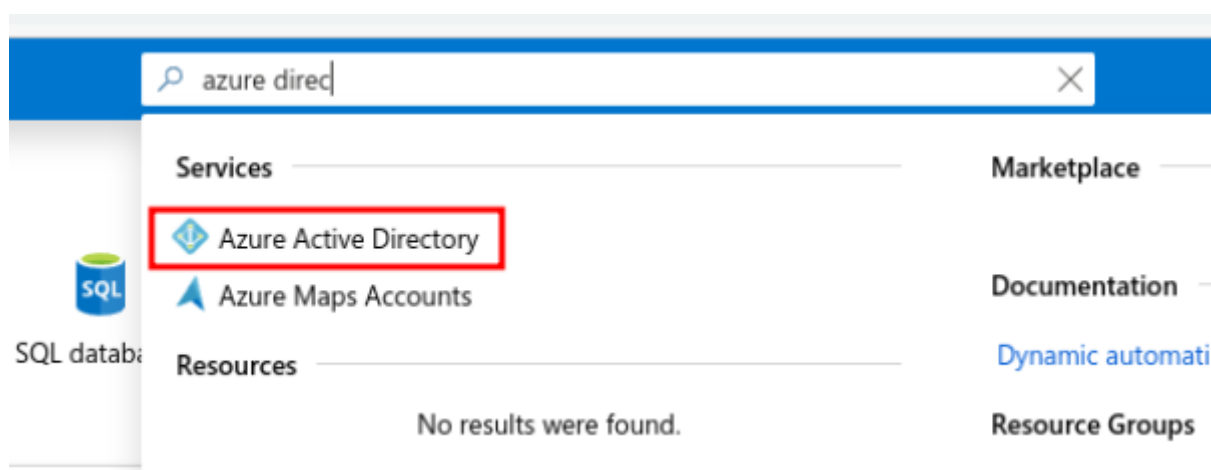 azure direc
Services
Azure Active Directory
Azure Maps Accounts
Resources
No results were found.
Marketplace
Documentation
Dynamic automati
Resource Groups
SQL
SQL databa